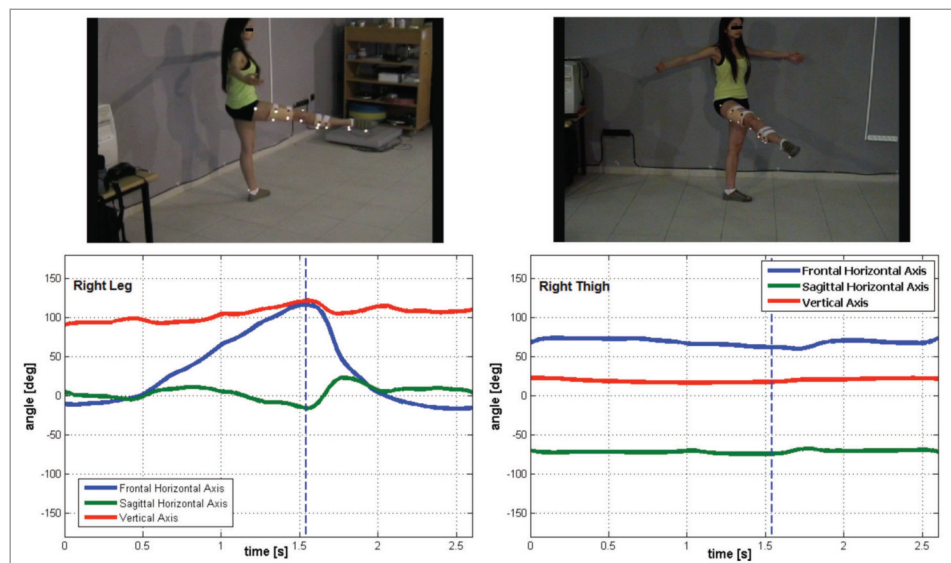 Right Leg
150
100
50
0
-50
-100
-150
angle [deg]
Frontal Horizontal Axis
Sagittal Horizontal Axis
Vertical Axis
0 0.5 1 1.5 2 2.5
time [s]
Right Thigh
Frontal Horizontal Axis
Sagittal Horizontal Axis
Vertical Axis
150
100
50
0
-50
-100
-150
angle [deg]
0 0.5 1 1.5 2 2.5
time [s]